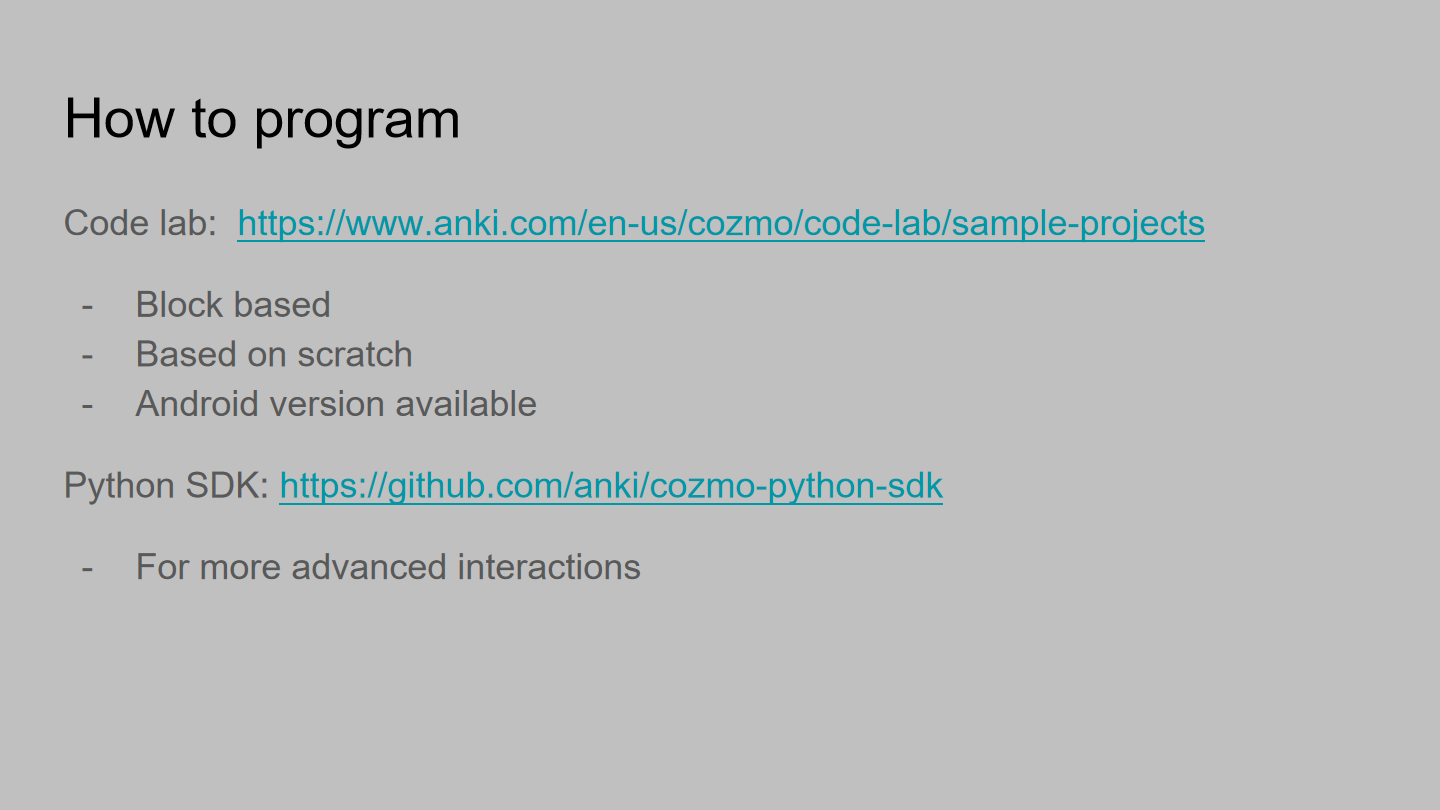 How to program
Code lab:  https://www.anki.com/en-us/cozmo/code-lab/sample-projects
- Block based
- Based on scratch
- Android version available
Python SDK: https://github.com/anki/cozmo-python-sdk
- For more advanced interactions